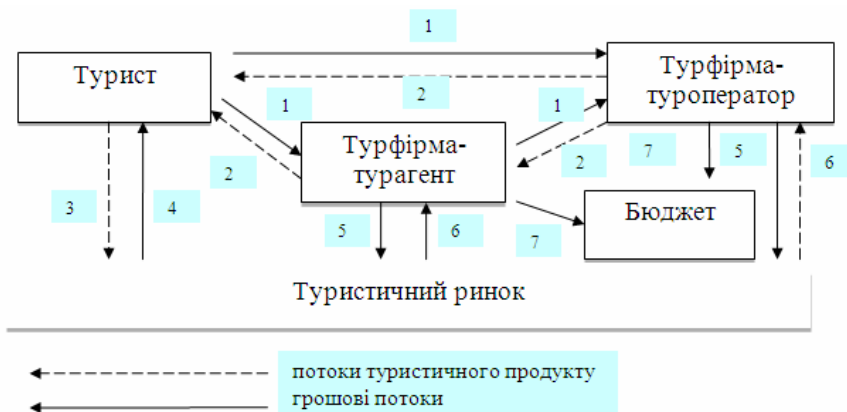 1
Турист
Турфірма-
туроператор
2
1
1
Турфірма-
турагент
2
2
7
5
6
3
4
Бюджет
5
6
7
Туристичний ринок
потоки туристичного продукту
грошові потоки